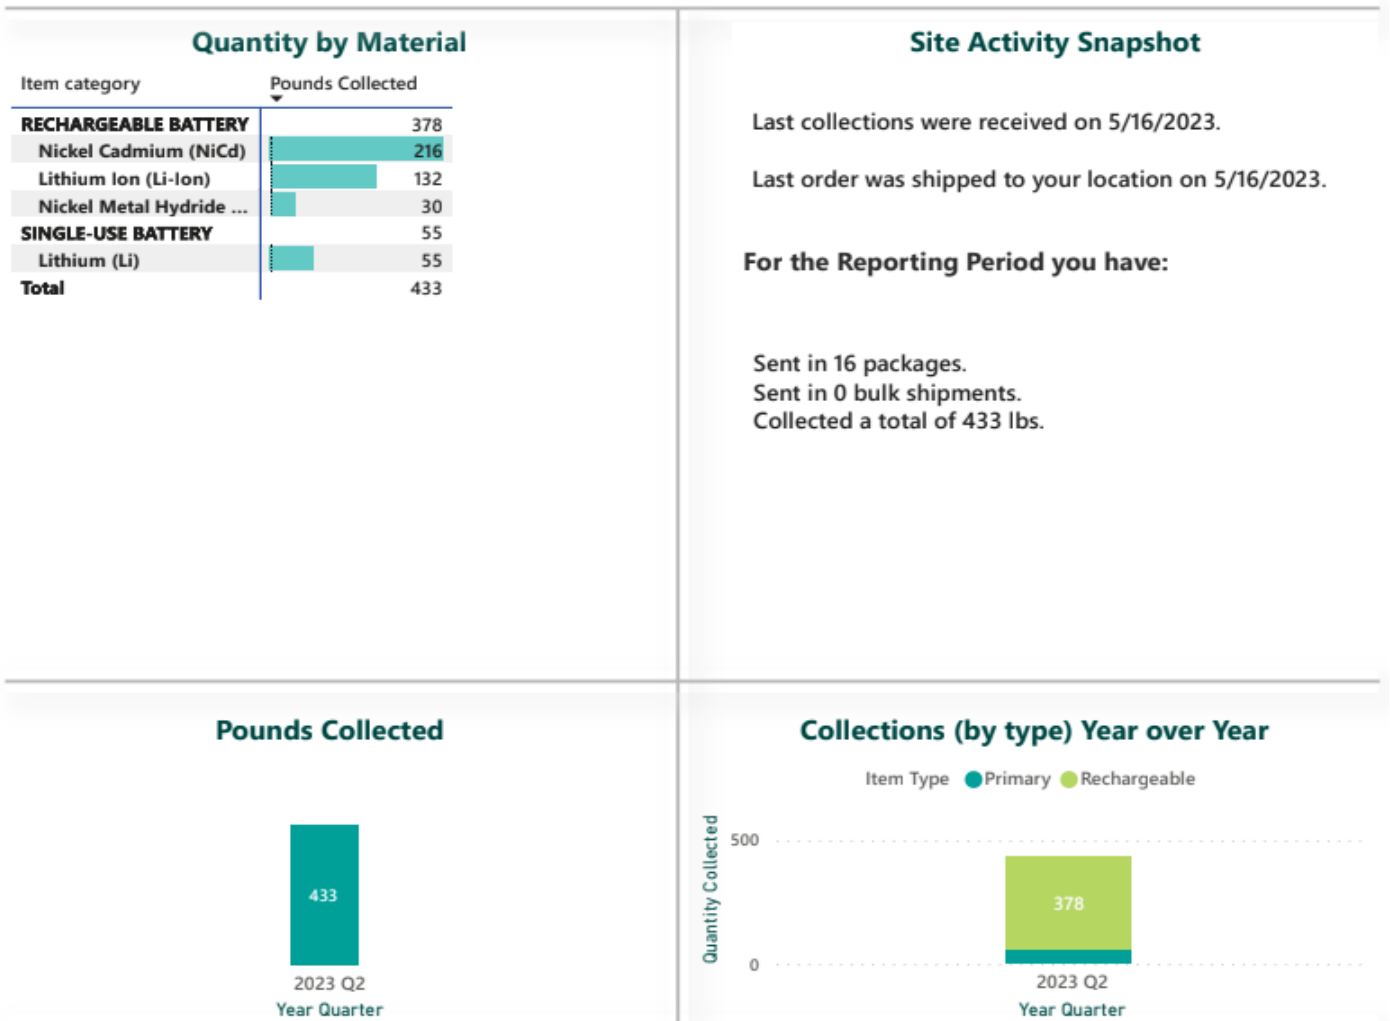 Quantity by Material
Item category Pounds Collected
RECHARGEABLE BATTERY 378
Nickel Cadmium (NiCd) 216
Lithium Ion (Li-Ion) 132
Nickel Metal Hydride ... 30
SINGLE-USE BATTERY 55
Lithium (Li) 55
Total 433
Site Activity Snapshot
Last collections were received on 5/16/2023.
Last order was shipped to your location on 5/16/2023.
For the Reporting Period you have:
Sent in 16 packages.
Sent in 0 bulk shipments.
Collected a total of 433 lbs.
Pounds Collected
433
2023 Q2
Year Quarter
Collections (by type) Year over Year
Item Type Primary Rechargeable
Quantity Collected
500
378
0
2023 Q2
Year Quarter